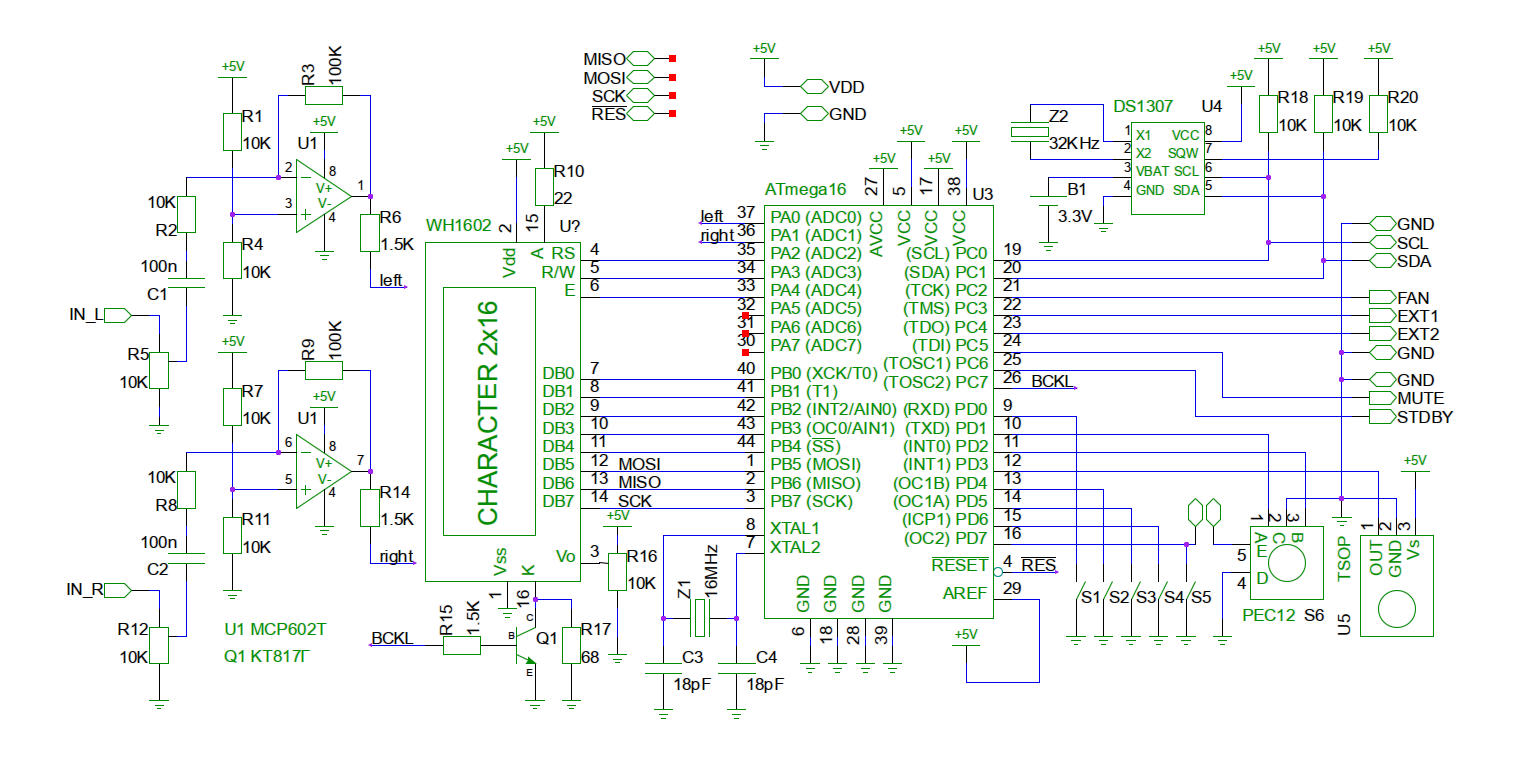 +5V
R3
100K
R1
10K
+5V
U1
2
8
V+
1
3
V-
4
10K
R2
R4
10K
R6
1.5K
left
100n
C1
IN_L
R5
10K
+5V
R9
100K
R7
10K
+5V
U1
6
8
V+
7
5
V-
4
10K
R8
R11
10K
R14
1.5K
right
100n
C2
IN_R
R12
10K
U1 MCP602T
Q1 KT817Г
MISO
MOSI
SCK
RES
+5V
VDD
GND
+5V
+5V
R10
22
WH1602
U?
2
15
Vdd
A
CHARACTER 2x16
RS 4
R/W 5
E 6
DB0 7
DB1 8
DB2 9
DB3 10
DB4 11
DB5 12 MOSI
DB6 13 MISO
DB7 14 SCK
Vo 3
Vss
K
1
16
+5V
R16
10K
BCKL
R15
1.5K
B
C
E
Q1
R17
68
Z1
16MHz
C3
18pF
C4
18pF
ATmega16
U3
+5V
+5V
+5V
+5V
27
5
17
38
AVCC
VCC
VCC
VCC
left 37 PA0 (ADC0)
right 36 PA1 (ADC1)
35 PA2 (ADC2)
34 PA3 (ADC3)
33 PA4 (ADC4)
32 PA5 (ADC5)
31 PA6 (ADC6)
30 PA7 (ADC7)
40 PB0 (XCK/T0)
41 PB1 (T1)
42 PB2 (INT2/AIN0)
43 PB3 (OC0/AIN1)
44 PB4 (SS)
1 PB5 (MOSI)
2 PB6 (MISO)
3 PB7 (SCK)
8 XTAL1
7 XTAL2
(SCL) PC0 19
(SDA) PC1 20
(TCK) PC2 21
(TMS) PC3 22
(TDO) PC4 23
(TDI) PC5 24
(TOSC1) PC6 25
(TOSC2) PC7 26 BCKL
(RXD) PD0 9
(TXD) PD1 10
(INT0) PD2 11
(INT1) PD3 12
(OC1B) PD4 13
(OC1A) PD5 14
(ICP1) PD6 15
(OC2) PD7 16
RESET 4 RES
AREF 29
GND
GND
GND
GND
6
18
28
39
+5V
Z2
32KHz
B1
3.3V
DS1307
U4
1 X1
2 X2
3 VBAT
4 GND
VCC 8
SQW 7
SCL 6
SDA 5
+5V
+5V
+5V
+5V
R18
10K
R19
10K
R20
10K
GND
SCL
SDA
FAN
EXT1
EXT2
GND
GND
MUTE
STDBY
S1
S2
S3
S4
S5
1
2
3
A
C
B
5 E
4 D
PEC12
S6
+5V
1
2
3
OUT
GND
Vs
TSOP
U5